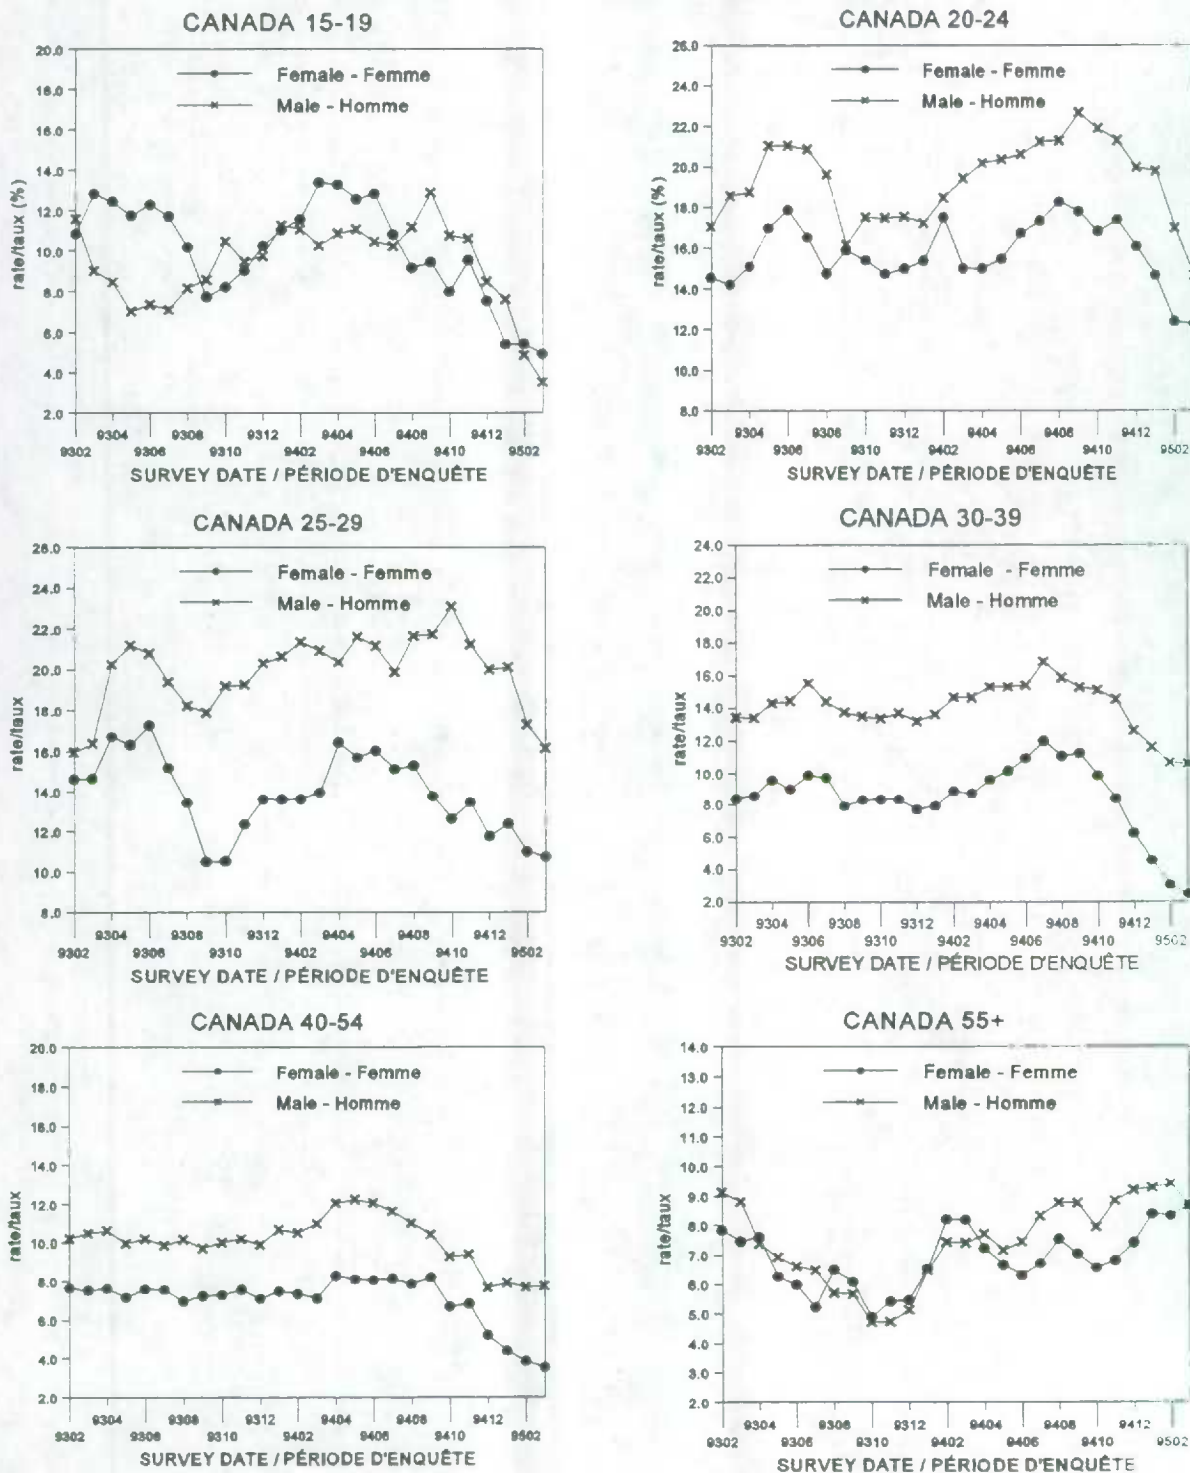 CANADA 15-19
20.0
18.0
16.0
14.0
12.0
10.0
8.0
6.0
4.0
2.0
rate/taux (%)
Female - Femme
Male - Homme
9304 9308 9312 9404 9408 9412
9302 9306 9310 9402 9406 9410 9502
SURVEY DATE / PÉRIODE D'ENQUÊTE
CANADA 20-24
26.0
24.0
22.0
20.0
18.0
16.0
14.0
12.0
10.0
8.0
rate/taux (%)
Female - Femme
Male - Homme
9304 9308 9312 9404 9408 9412
9302 9306 9310 9402 9406 9410 9502
SURVEY DATE / PÉRIODE D'ENQUÊTE
CANADA 25-29
26.0
24.0
22.0
20.0
18.0
16.0
14.0
12.0
10.0
8.0
rate/taux
Female - Femme
Male - Homme
9304 9308 9312 9404 9408 9412
9302 9306 9310 9402 9406 9410 9502
SURVEY DATE / PÉRIODE D'ENQUÊTE
CANADA 30-39
24.0
22.0
20.0
18.0
16.0
14.0
12.0
10.0
8.0
6.0
4.0
2.0
rate/taux
Female - Femme
Male - Homme
9304 9308 9312 9404 9408 9412
9302 9306 9310 9402 9406 9410 9502
SURVEY DATE / PÉRIODE D'ENQUÊTE
CANADA 40-54
20.0
18.0
16.0
14.0
12.0
10.0
8.0
6.0
4.0
2.0
rate/taux
Female - Femme
Male - Homme
9304 9308 9312 9404 9408 9412
9302 9306 9310 9402 9406 9410 9502
SURVEY DATE / PÉRIODE D'ENQUÊTE
CANADA 55+
14.0
13.0
12.0
11.0
10.0
9.0
8.0
7.0
6.0
5.0
4.0
3.0
2.0
rate/taux
Female - Femme
Male - Homme
9304 9308 9312 9404 9408 9412
9302 9306 9310 9402 9406 9410 9502
SURVEY DATE / PÉRIODE D'ENQUÊTE